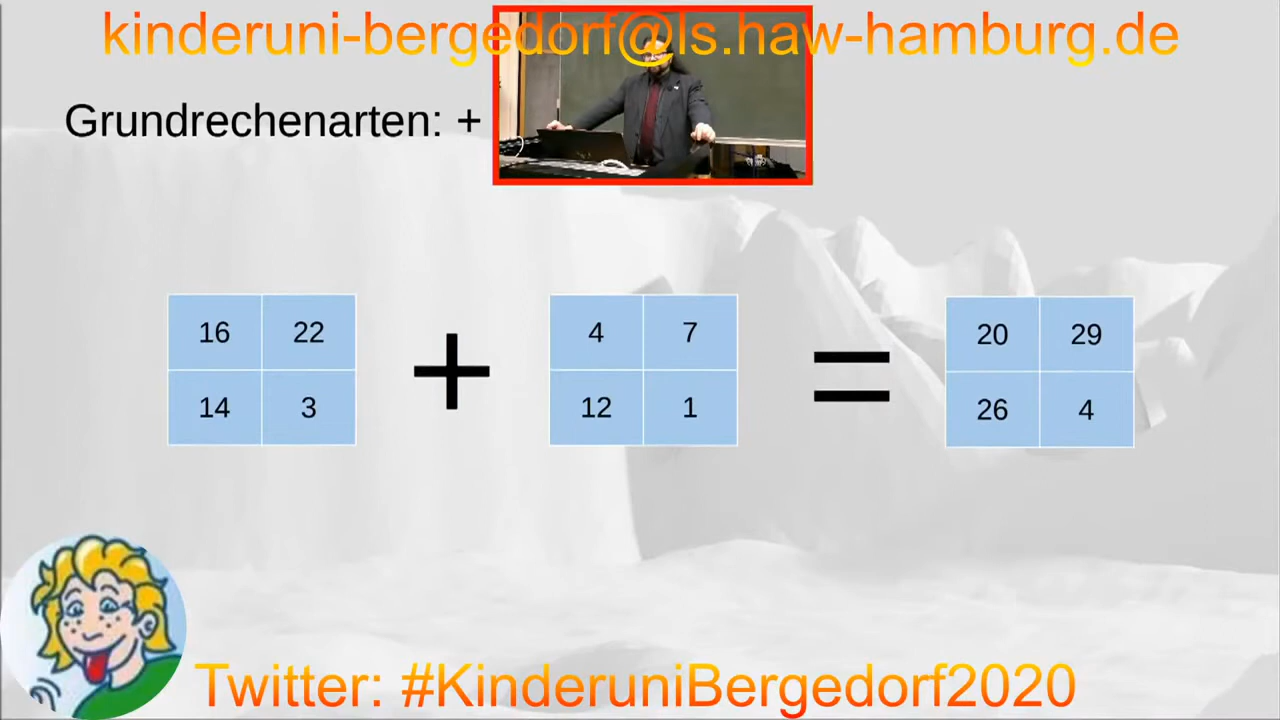 kinderuni-bergedorf@ls.haw-hamburg.de
Grundrechenarten: +
16 22 4 7 20 29
+ =
14 3 12 1 26 4
Twitter: #KinderuniBergedorf2020